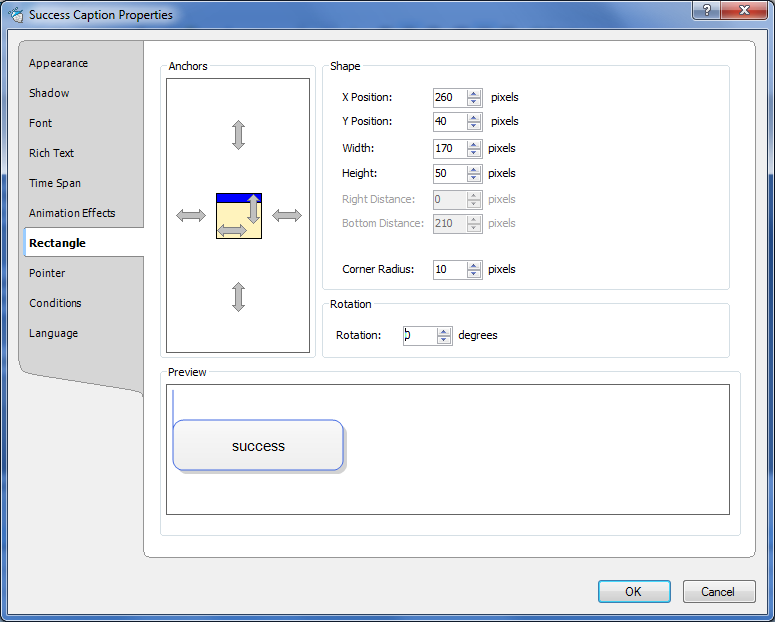 Success Caption Properties
?
X
Appearance
Shadow
Font
Rich Text
Time Span
Animation Effects
Rectangle
Pointer
Conditions
Language
Anchors
Shape
X Position: 260 pixels
Y Position: 40 pixels
Width: 170 pixels
Height: 50 pixels
Right Distance: 0 pixels
Bottom Distance: 210 pixels
Corner Radius: 10 pixels
Rotation
Rotation: 0 degrees
Preview
success
OK
Cancel